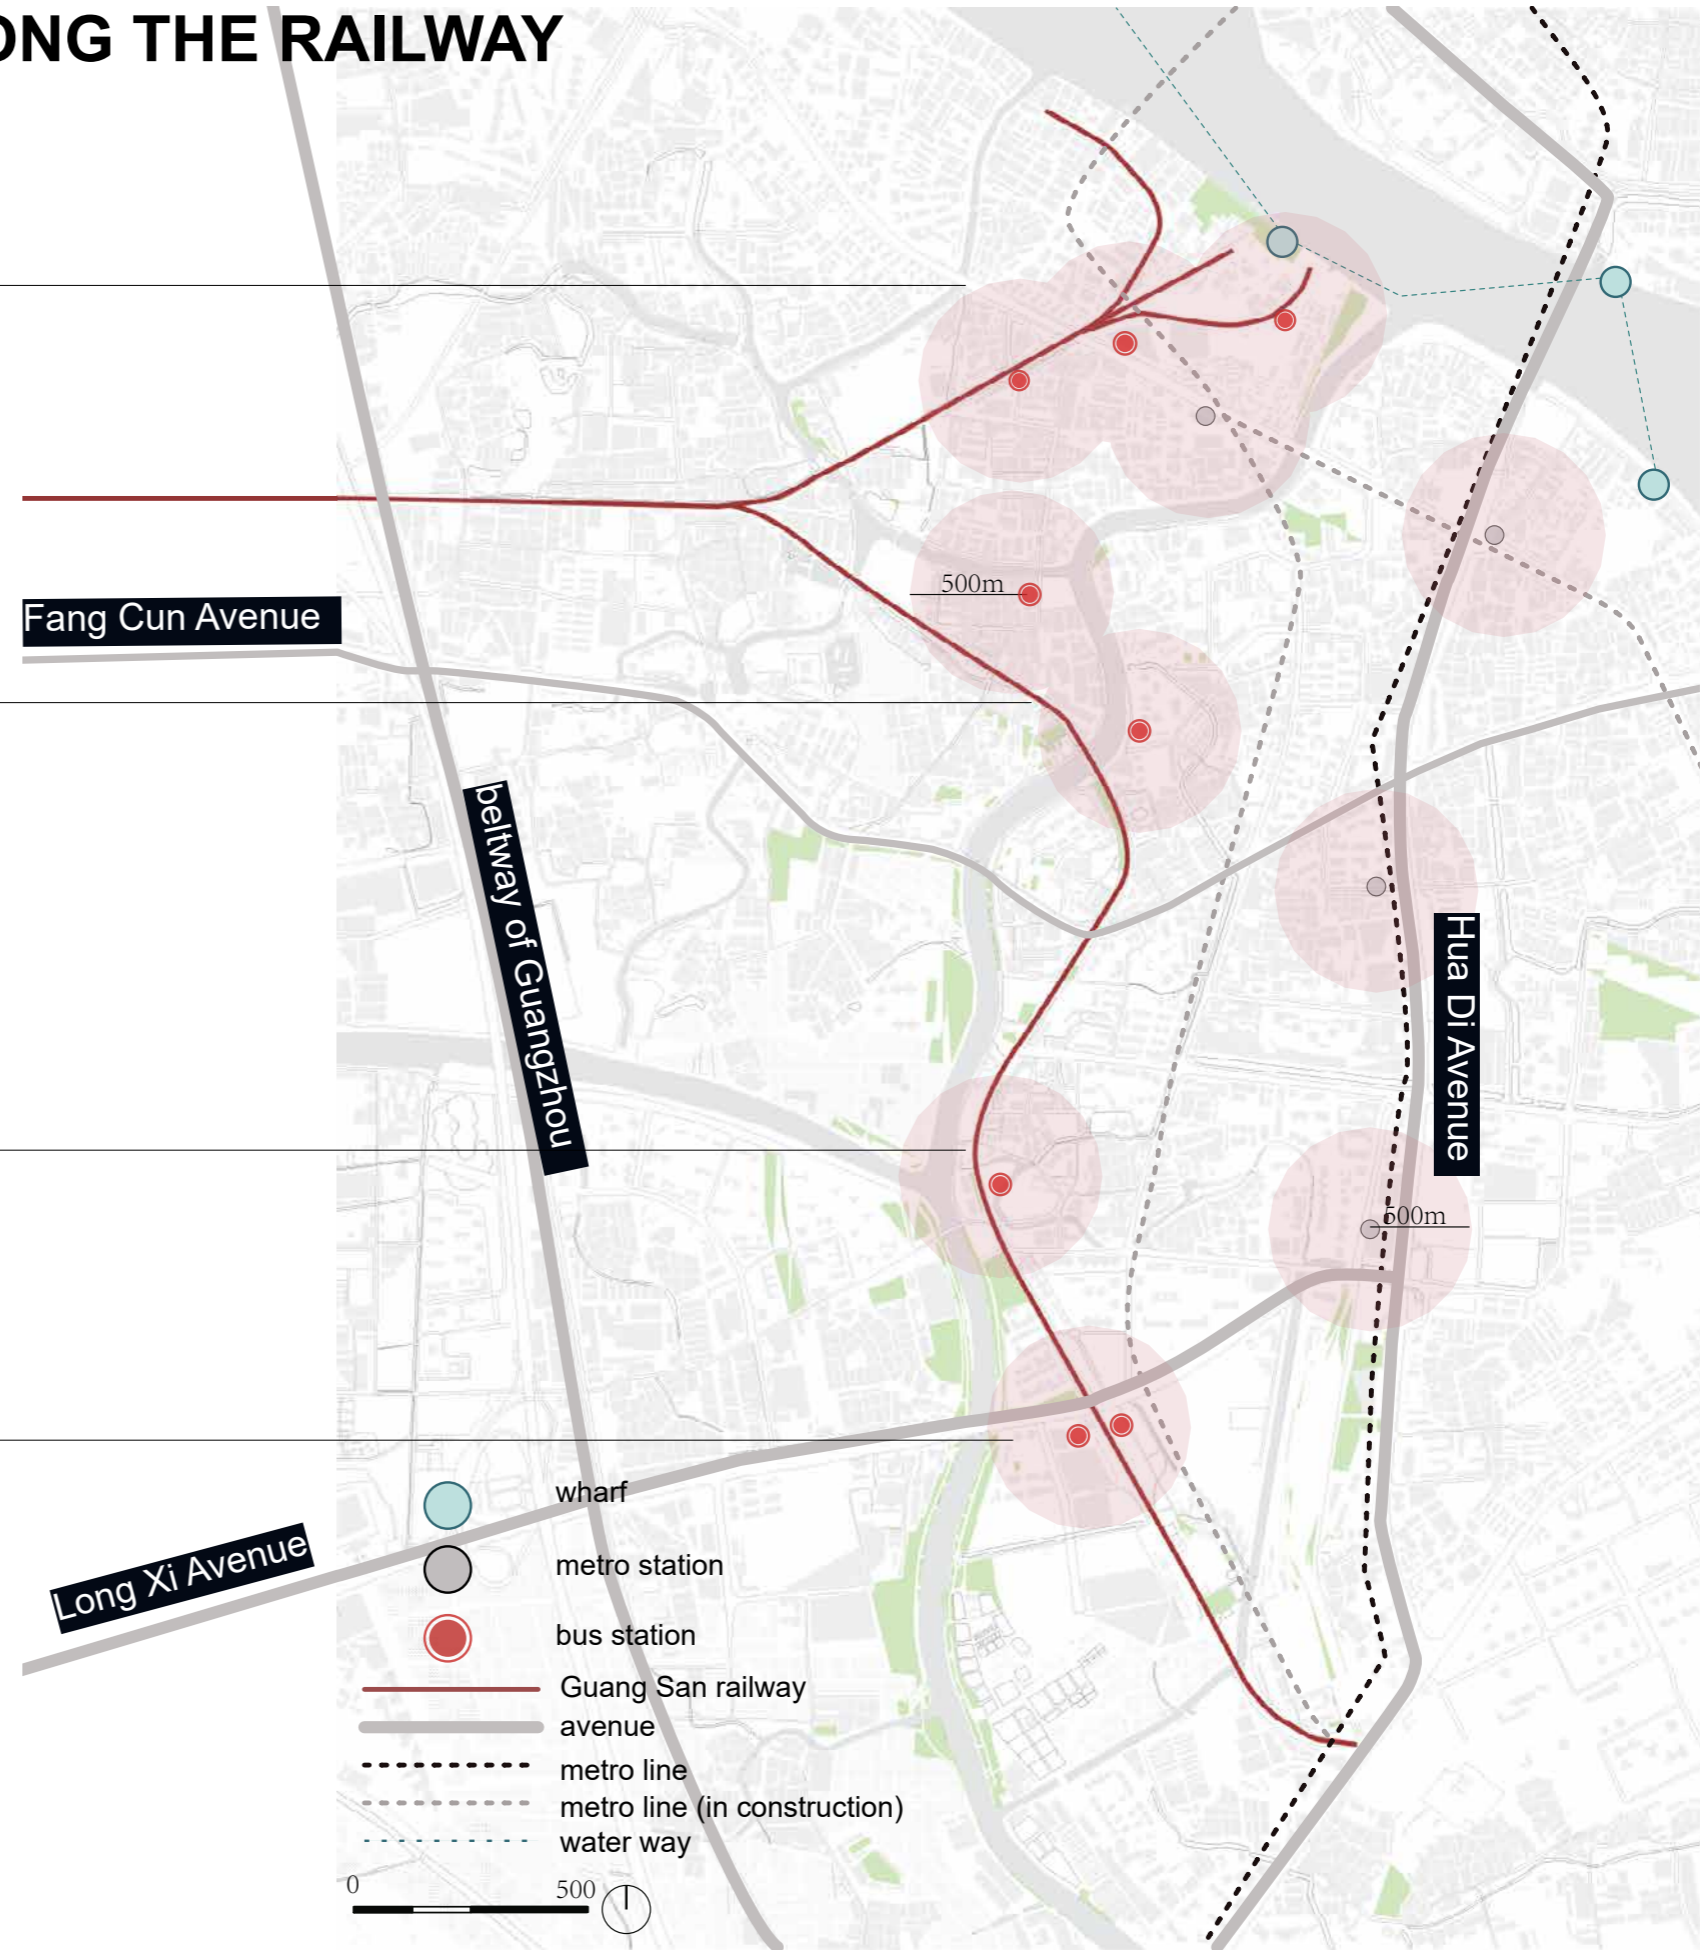 ONG THE RAILWAY
Fang Cun Avenue
500m
beltway of Guangzhou
Hua Di Avenue
500m
Long Xi Avenue
wharf
metro station
bus station
Guang San railway
avenue
metro line
metro line (in construction)
water way
0 500